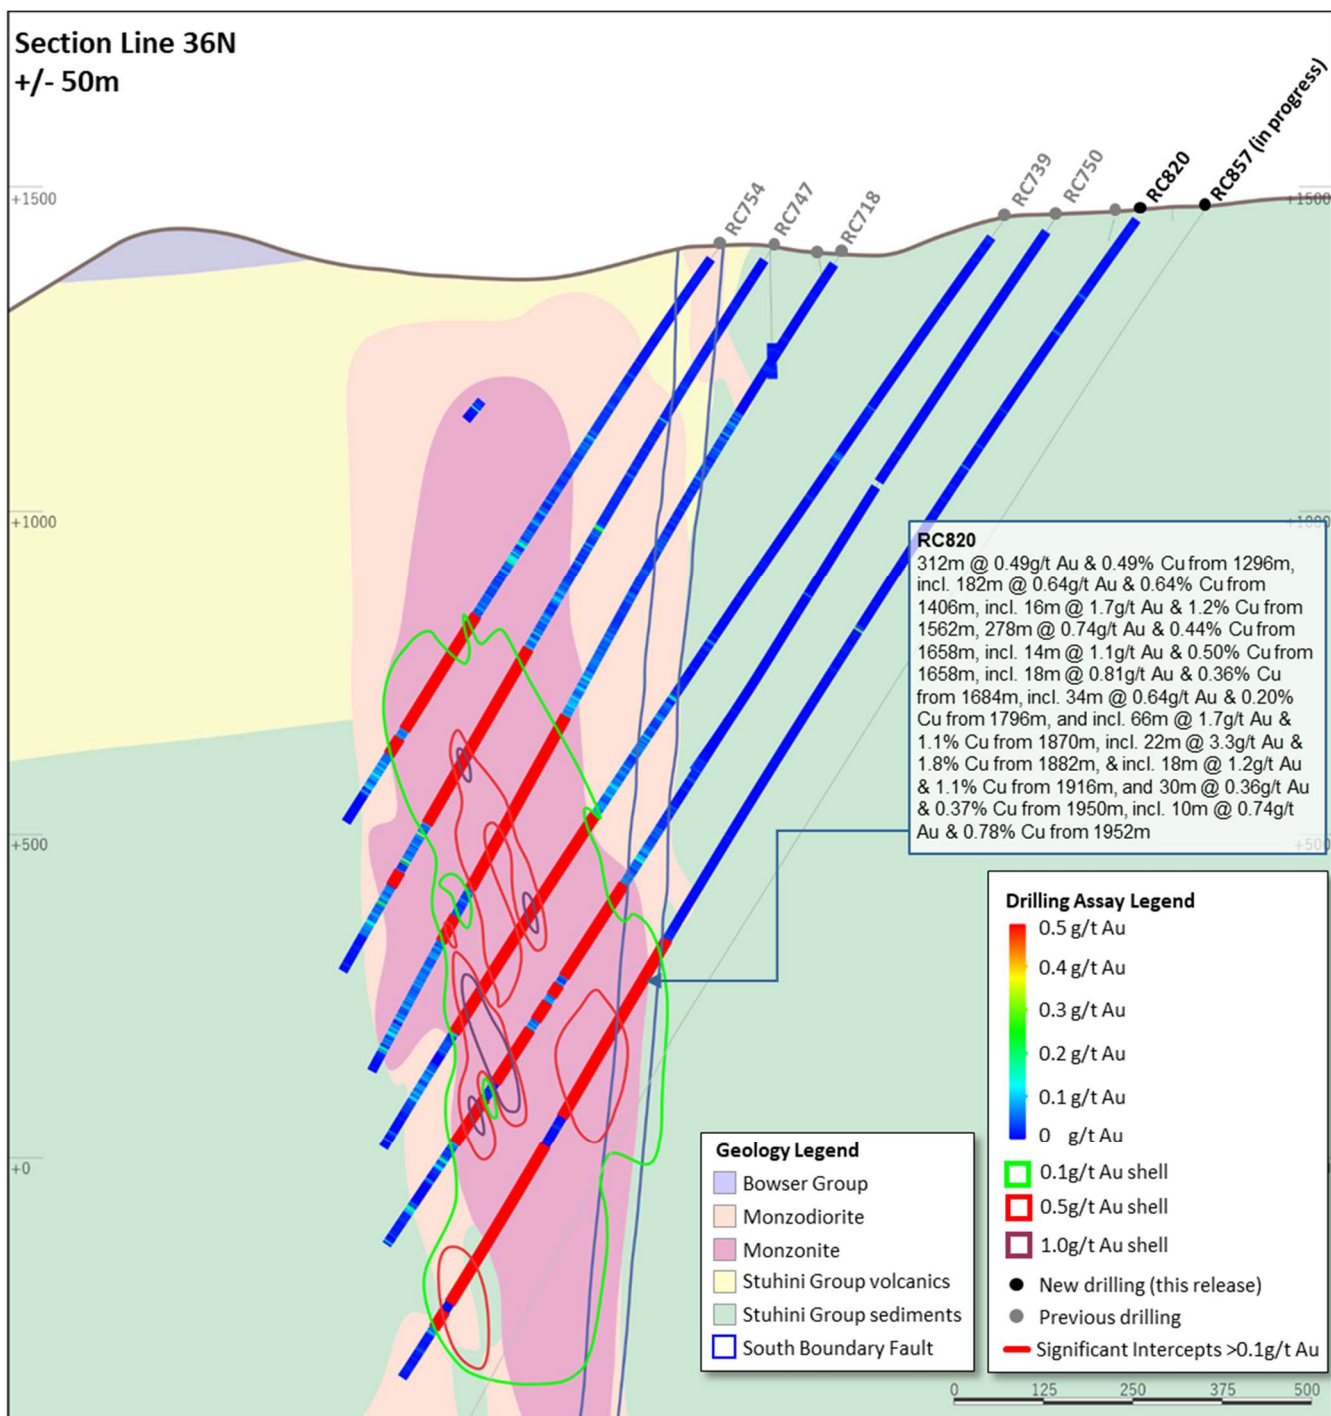 Section Line 36N
+/- 50m
RC754
RC747
RC718
RC739
RC750
RC820
RC857 (in progress)
+1500
+1500
+1000
+1000
RC820
312m @ 0.49g/t Au & 0.49% Cu from 1296m,
incl. 182m @ 0.64g/t Au & 0.64% Cu from
1406m, incl. 16m @ 1.7g/t Au & 1.2% Cu from
1562m, 278m @ 0.74g/t Au & 0.44% Cu from
1658m, incl. 14m @ 1.1g/t Au & 0.50% Cu from
1658m, incl. 18m @ 0.81g/t Au & 0.36% Cu
from 1684m, incl. 34m @ 0.64g/t Au & 0.20%
Cu from 1796m, and incl. 66m @ 1.7g/t Au &
1.1% Cu from 1870m, incl. 22m @ 3.3g/t Au &
1.8% Cu from 1882m, & incl. 18m @ 1.2g/t Au
& 1.1% Cu from 1916m, and 30m @ 0.36g/t Au
& 0.37% Cu from 1950m, incl. 10m @ 0.74g/t
Au & 0.78% Cu from 1952m
+500
+500
+0
Drilling Assay Legend
0.5 g/t Au
0.4 g/t Au
0.3 g/t Au
0.2 g/t Au
0.1 g/t Au
0 g/t Au
0.1g/t Au shell
0.5g/t Au shell
1.0g/t Au shell
New drilling (this release)
Previous drilling
Significant Intercepts >0.1g/t Au
Geology Legend
Bowser Group
Monzodiorite
Monzonite
Stuhini Group volcanics
Stuhini Group sediments
South Boundary Fault
0 125 250 375 500